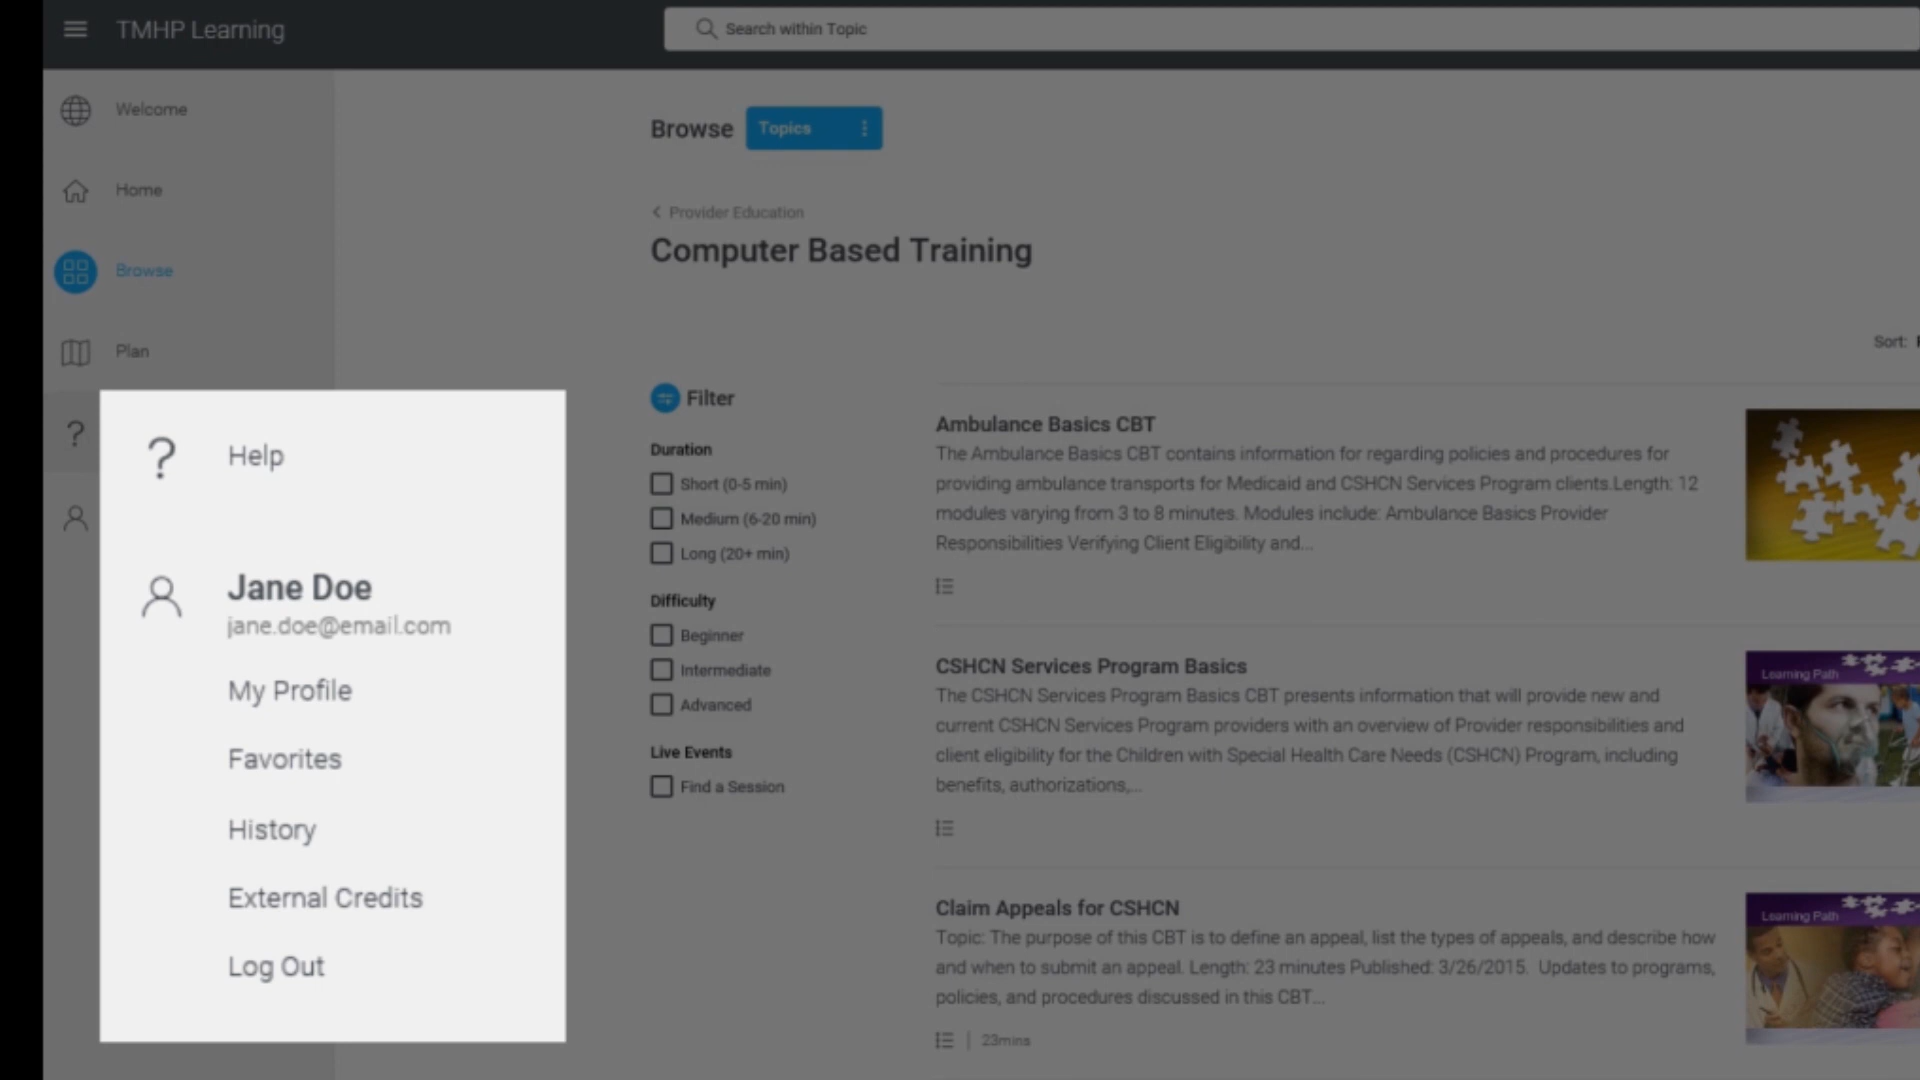 TMHP Learning
Search within Topic
Welcome
Home
Browse
Plan
Help
Jane Doe
jane.doe@email.com
My Profile
Favorites
History
External Credits
Log Out
Browse
Topics
Provider Education
Computer Based Training
Sort:
Filter
Duration
Short (0-5 min)
Medium (6-20 min)
Long (20+ min)
Difficulty
Beginner
Intermediate
Advanced
Live Events
Find a Session
Ambulance Basics CBT
The Ambulance Basics CBT contains information for regarding policies and procedures for
providing ambulance transports for Medicaid and CSHCN Services Program clients.Length: 12
modules varying from 3 to 8 minutes. Modules include: Ambulance Basics Provider
Responsibilities Verifying Client Eligibility and...
CSHCN Services Program Basics
The CSHCN Services Program Basics CBT presents information that will provide new and
current CSHCN Services Program providers with an overview of Provider responsibilities and
client eligibility for the Children with Special Health Care Needs (CSHCN) Program, including
benefits, authorizations,...
Learning Path
Claim Appeals for CSHCN
Topic: The purpose of this CBT is to define an appeal, list the types of appeals, and describe how
and when to submit an appeal. Length: 23 minutes Published: 3/26/2015. Updates to programs,
policies, and procedures discussed in this CBT...
23mins
Learning Path